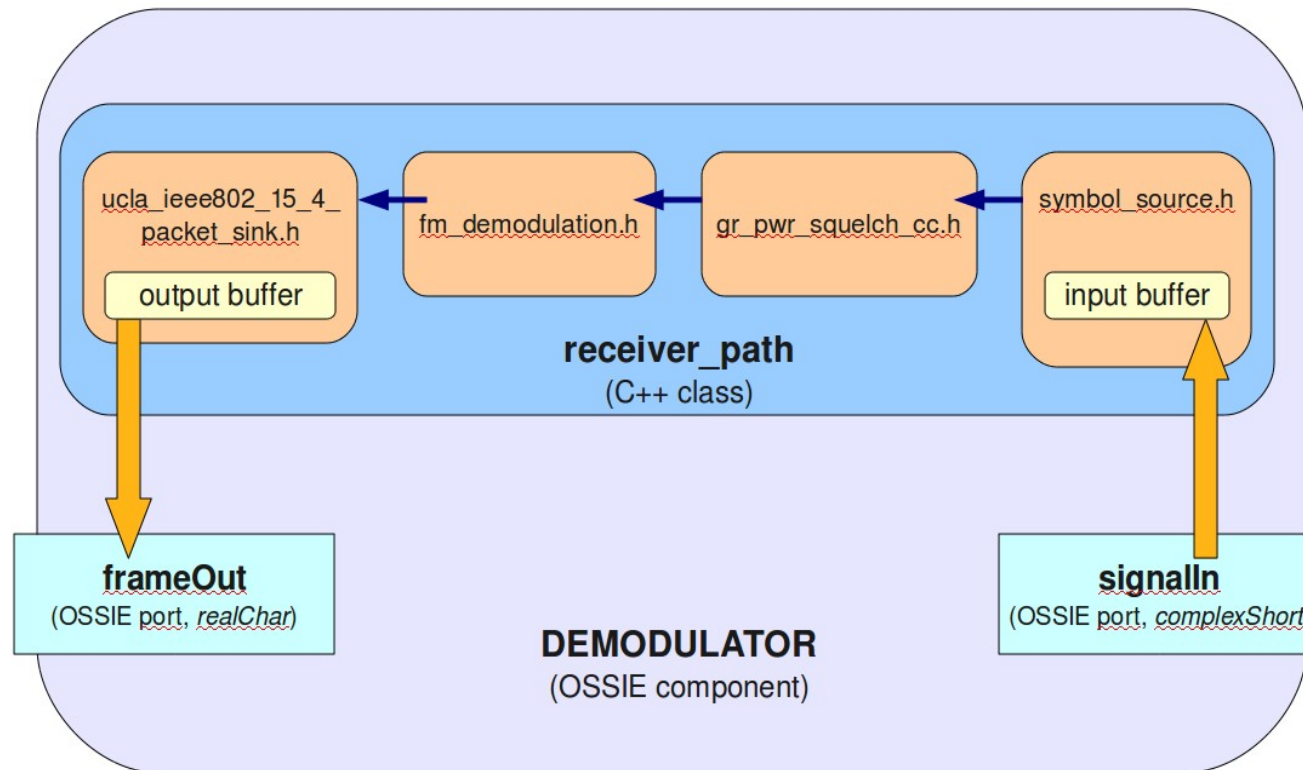 ucla_ieee802_15_4_
packet_sink.h
output buffer
fm_demodulation.h
gr_pwr_squelch_cc.h
symbol_source.h
input buffer
receiver_path
(C++ class)
frameOut
(OSSIE port, realChar)
signalIn
(OSSIE port, complexShort
DEMODULATOR
(OSSIE component)